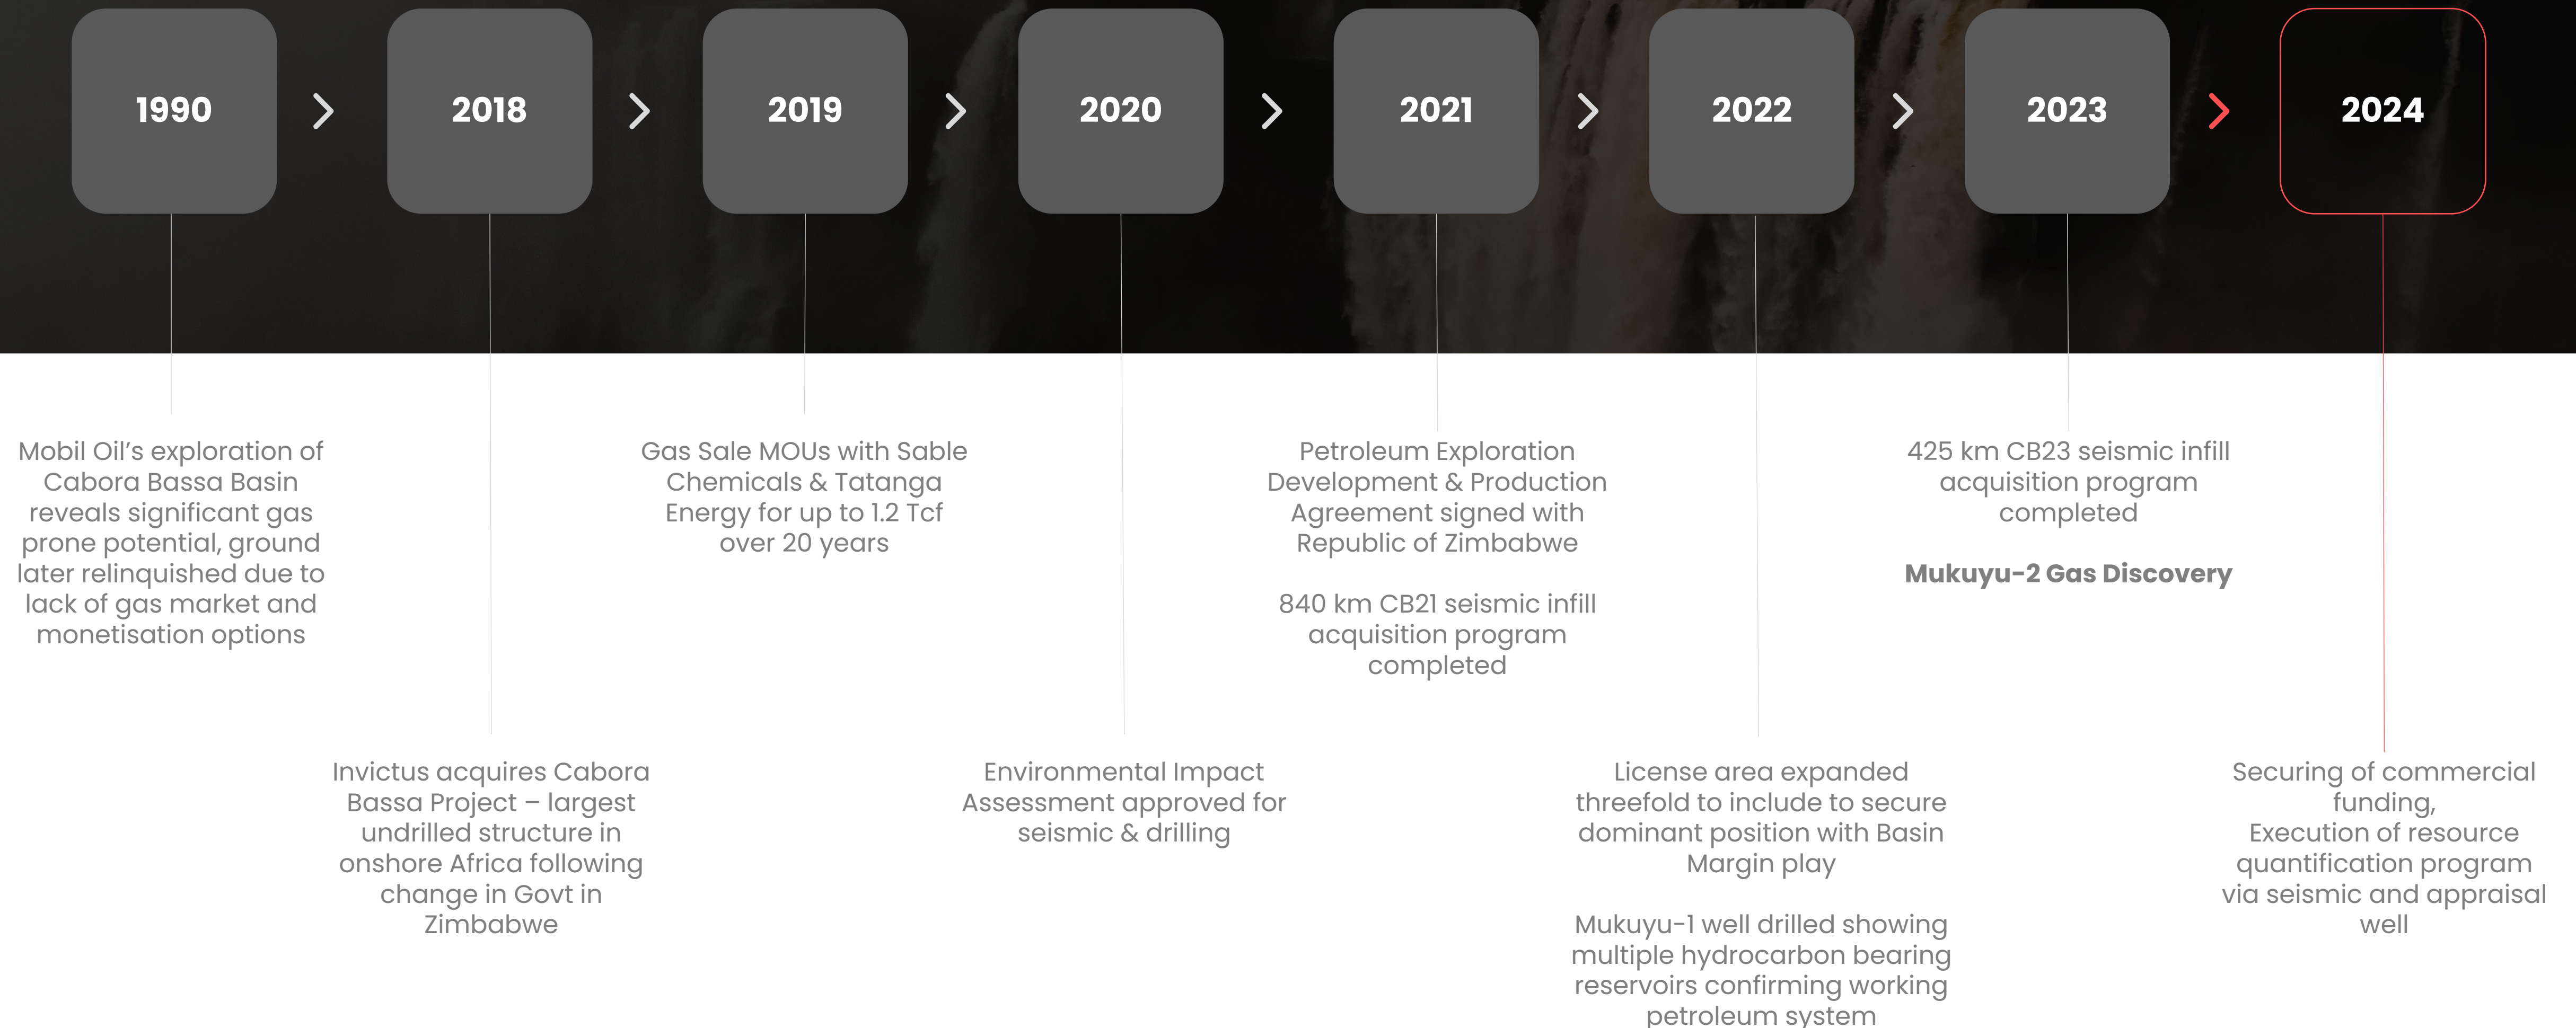 1990
2018
2019
2020
2021
2022
2023
2024
Mobil Oil's exploration of
Cabora Bassa Basin
reveals significant gas
prone potential, ground
later relinquished due to
lack of gas market and
monetisation options
Invictus acquires Cabora
Bassa Project – largest
undrilled structure in
onshore Africa following
change in Govt in
Zimbabwe
Gas Sale MOUs with Sable
Chemicals & Tatanga
Energy for up to 1.2 Tcf
over 20 years
Environmental Impact
Assessment approved for
seismic & drilling
Petroleum Exploration
Development & Production
Agreement signed with
Republic of Zimbabwe
840 km CB21 seismic infill
acquisition program
completed
License area expanded
threefold to include to secure
dominant position with Basin
Margin play
Mukuyu-1 well drilled showing
multiple hydrocarbon bearing
reservoirs confirming working
petroleum system
425 km CB23 seismic infill
acquisition program
completed
Mukuyu-2 Gas Discovery
Securing of commercial
funding,
Execution of resource
quantification program
via seismic and appraisal
well